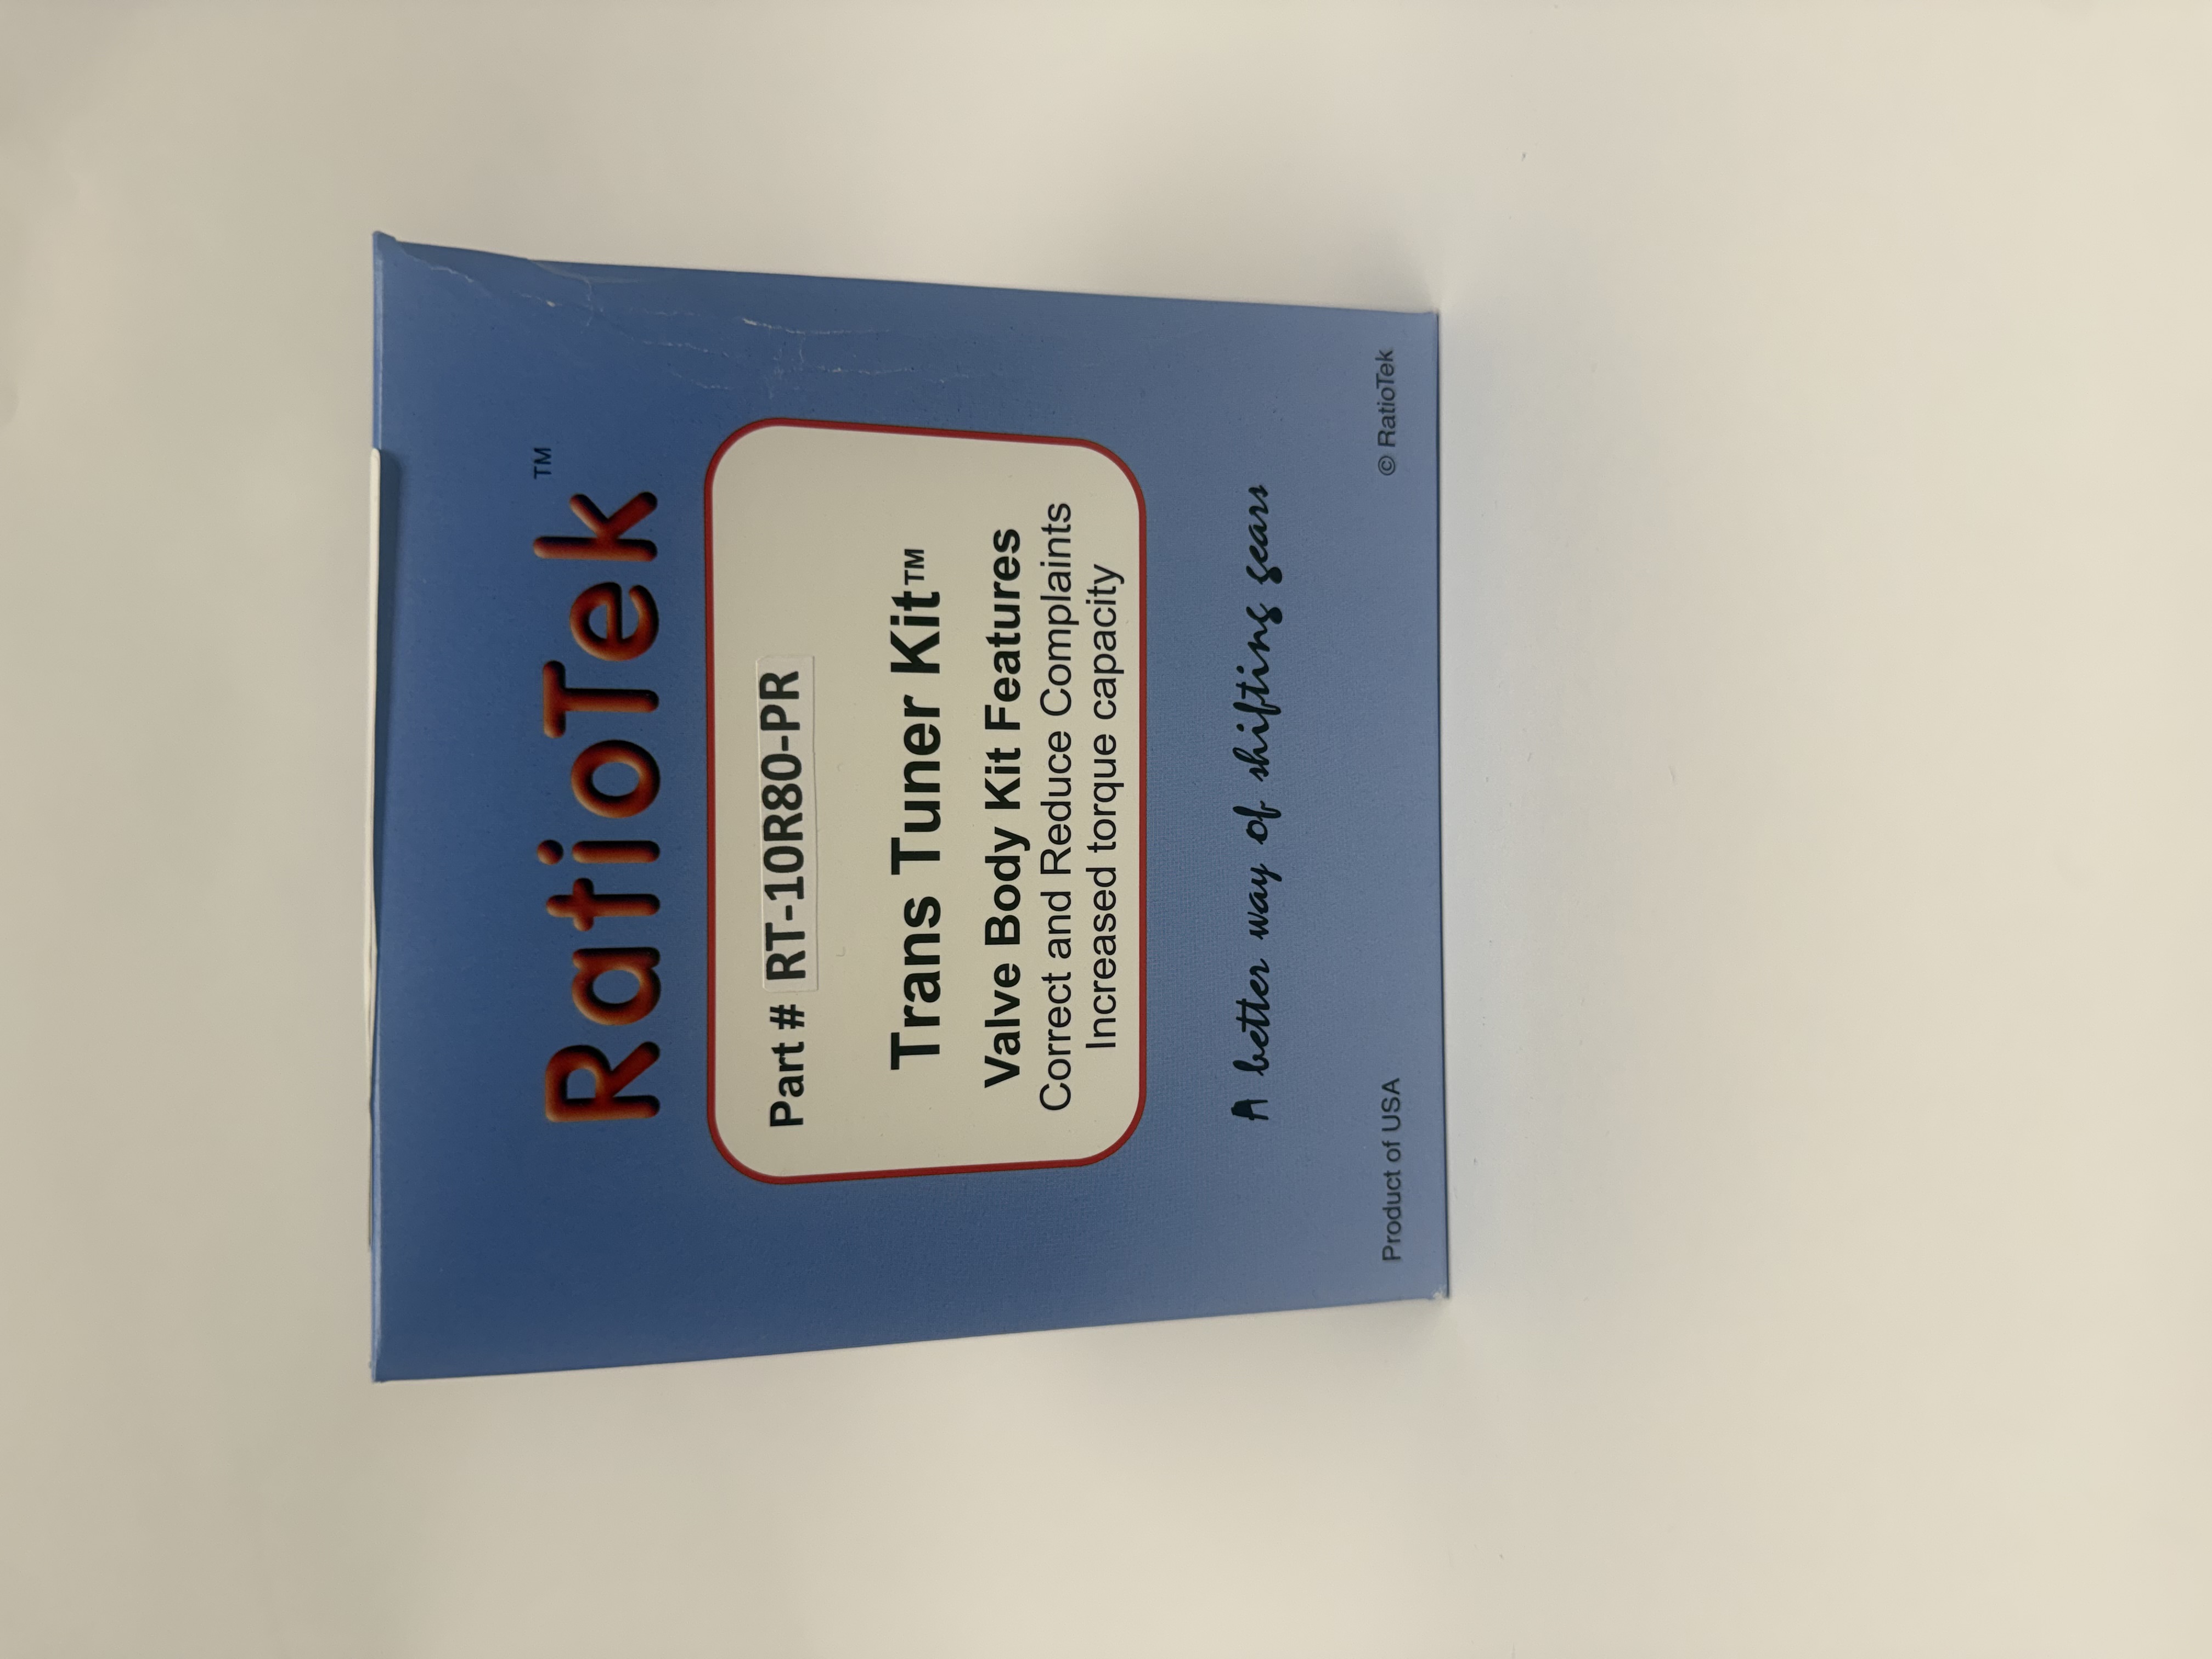 RatioTek™
Part # RT-10R80-PR
Trans Tuner Kit™
Valve Body Kit Features
Correct and Reduce Complaints
Increased torque capacity
A better way of shifting gears
Product of USA
© RatioTek